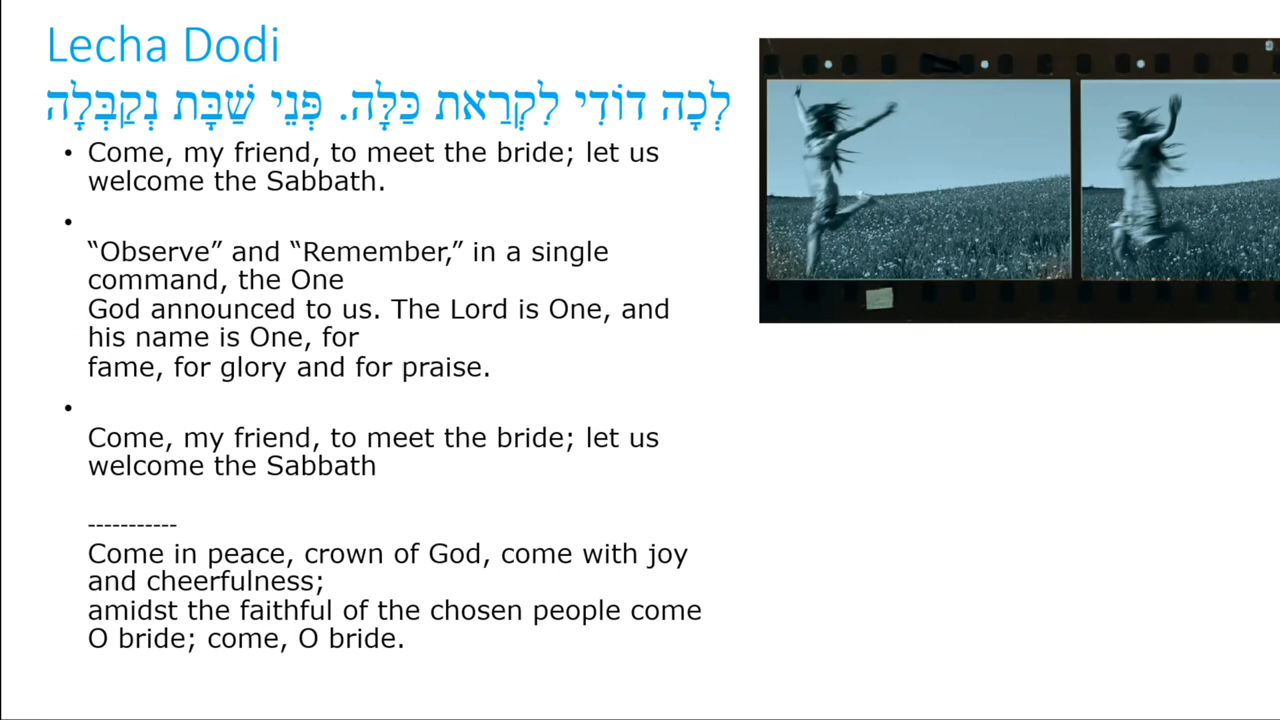 Lecha Dodi
לְכָה דוֹדִי לִקְרַאת כַּלָּה. פְּנֵי שַׁבָּת נְקַבְּלָה
• Come, my friend, to meet the bride; let us
welcome the Sabbath.
•
“Observe” and “Remember,” in a single
command, the One
God announced to us. The Lord is One, and
his name is One, for
fame, for glory and for praise.
•
Come, my friend, to meet the bride; let us
welcome the Sabbath
-----------
Come in peace, crown of God, come with joy
and cheerfulness;
amidst the faithful of the chosen people come
O bride; come, O bride.